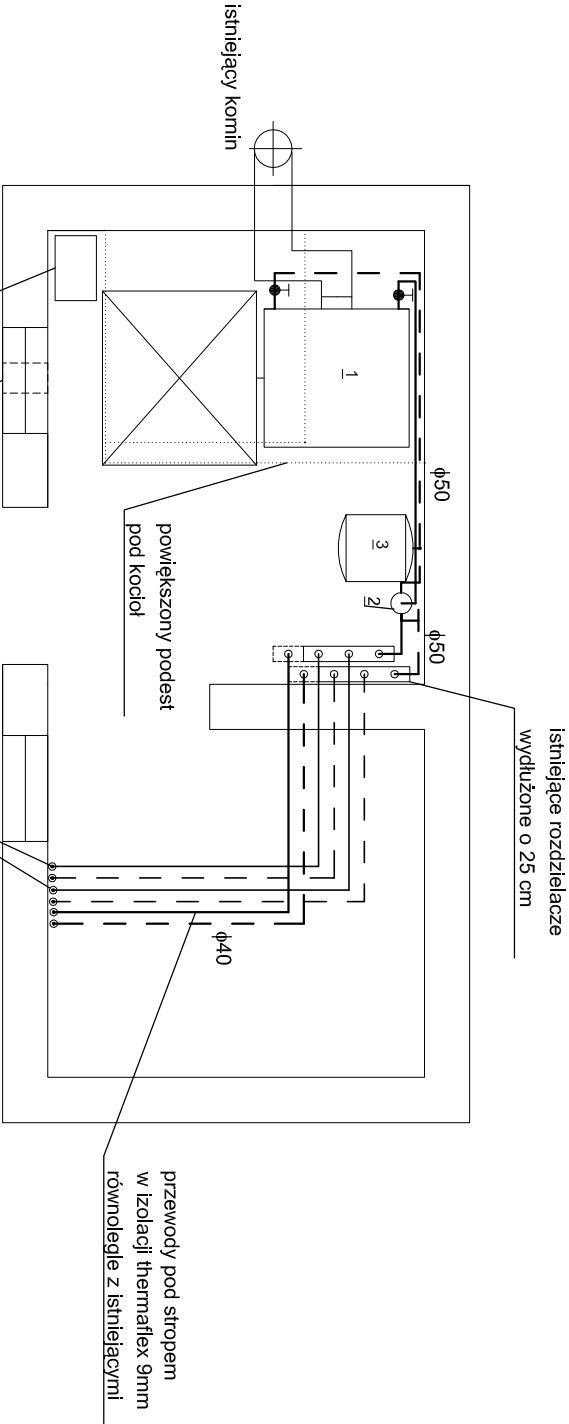 istniejący komin
1
ϕ50
3
2
ϕ50
powiększony podest
pod kocioł
istniejące rozdzielacze
wydłużone o 25 cm
ϕ40
przewody pod stropem
w izolacji thermaflex 9mm
równolegle z istniejącymi